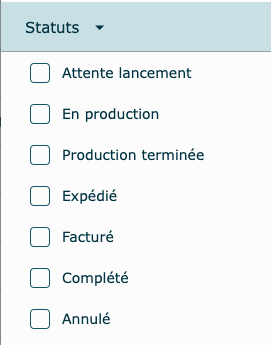 Statuts
Attente lancement
En production
Production terminée
Expédié
Facturé
Complété
Annulé